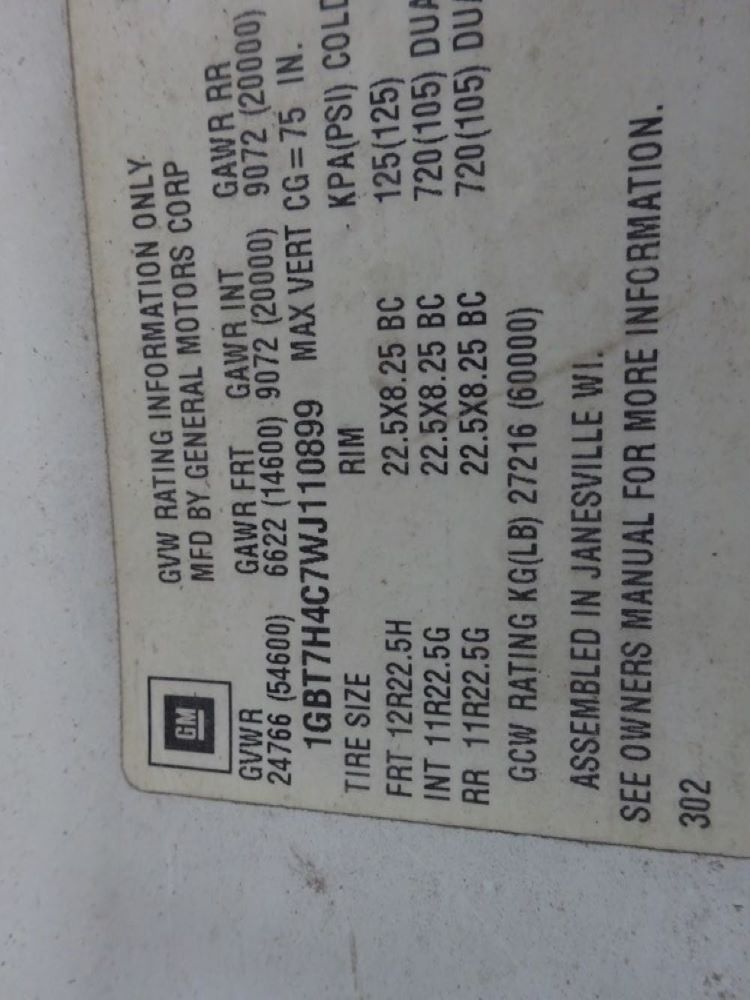 GVW RATING INFORMATION ONLY
MFD BY GENERAL MOTORS CORP
GM
GVWR GAWR FRT GAWR INT GAWR RR
24766 (54600) 6622 (14600) 9072 (20000) 9072 (20000)
1GBT7H4C7WJ110899 MAX VERT CG=75 IN.
TIRE SIZE RIM KPA(PSI) COLD
FRT 12R22.5H 22.5X8.25 BC 125(125)
INT 11R22.5G 22.5X8.25 BC 720(105) DUA
RR 11R22.5G 22.5X8.25 BC 720(105) DU
GCW RATING KG(LB) 27216 (60000)
ASSEMBLED IN JANESVILLE WI.
SEE OWNERS MANUAL FOR MORE INFORMATION.
302